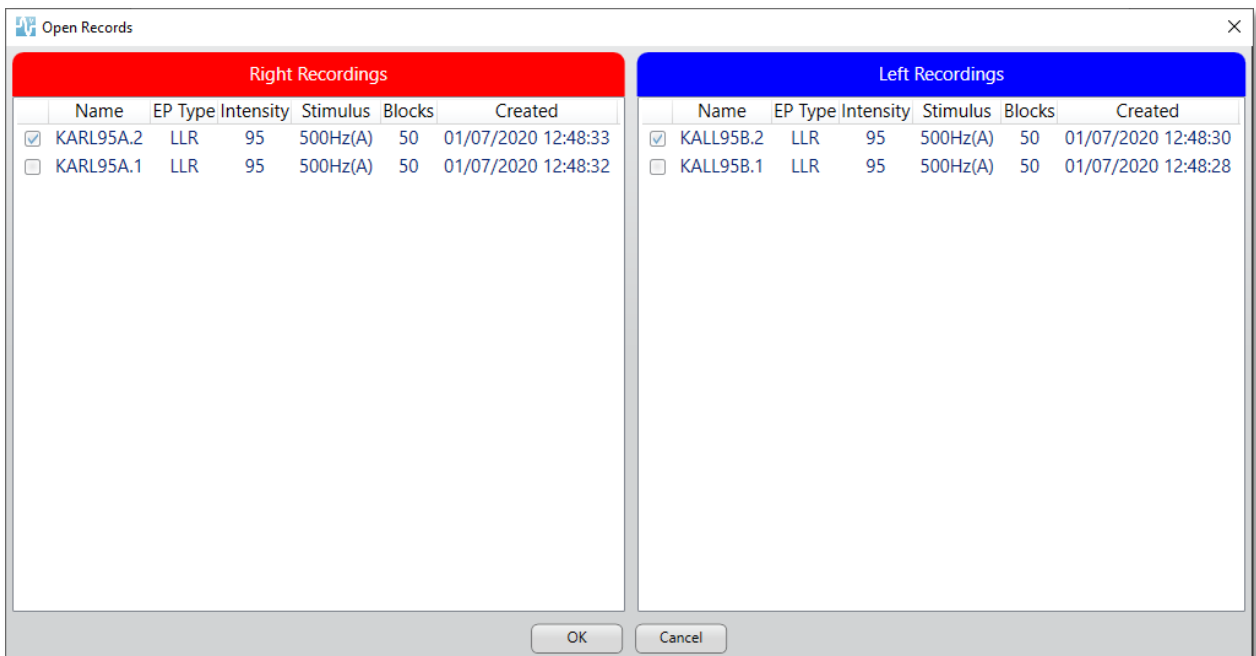 Open Records
Right Recordings
Name EP Type Intensity Stimulus Blocks Created
KARL95A.2 LLR 95 500Hz(A) 50 01/07/2020 12:48:33
KARL95A.1 LLR 95 500Hz(A) 50 01/07/2020 12:48:32
Left Recordings
Name EP Type Intensity Stimulus Blocks Created
KALL95B.2 LLR 95 500Hz(A) 50 01/07/2020 12:48:30
KALL95B.1 LLR 95 500Hz(A) 50 01/07/2020 12:48:28
OK Cancel